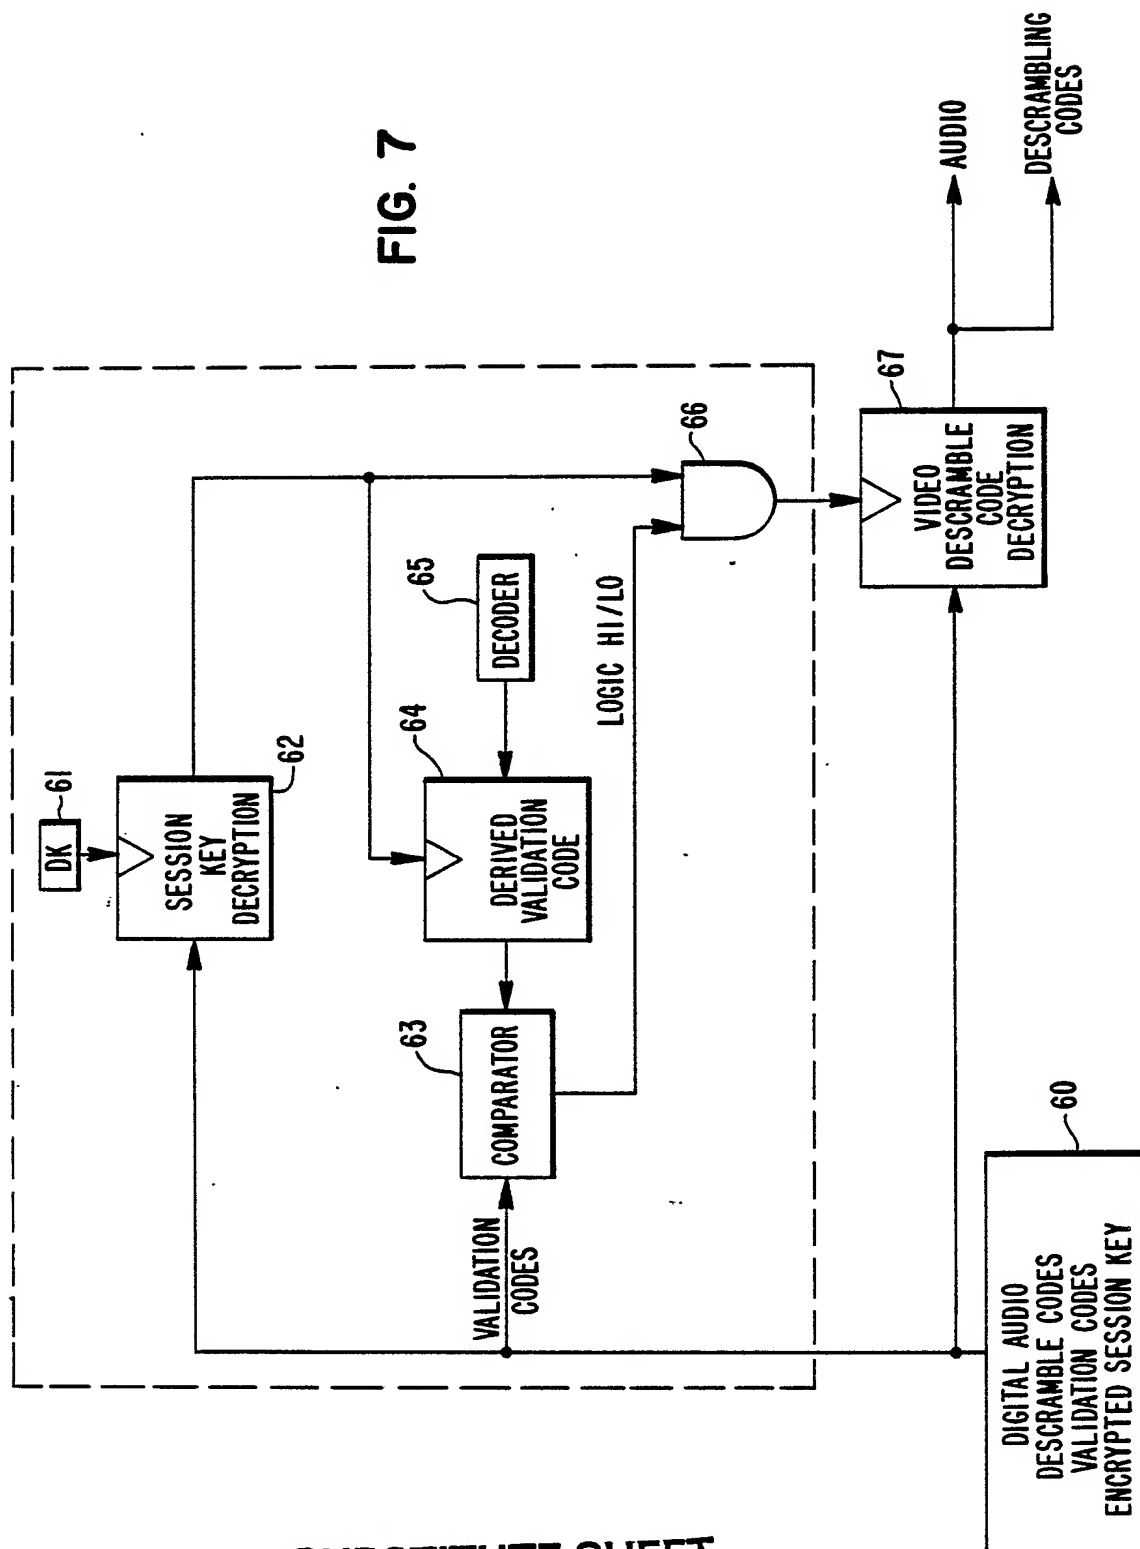 FIG. 7
61
DK
SESSION
KEY
DECRYPTION
62
VALIDATION
CODES
63
COMPARATOR
64
DERIVED
VALIDATION
CODE
65
DECODER
LOGIC HI/LO
66
67
VIDEO
DESCRAMBLE
CODE
DECRYPTION
AUDIO
DESCRAMBLING
CODES
60
DIGITAL AUDIO
DESCRAMBLE CODES
VALIDATION CODES
ENCRYPTED SESSION KEY
SUBSTITUTE SHEET